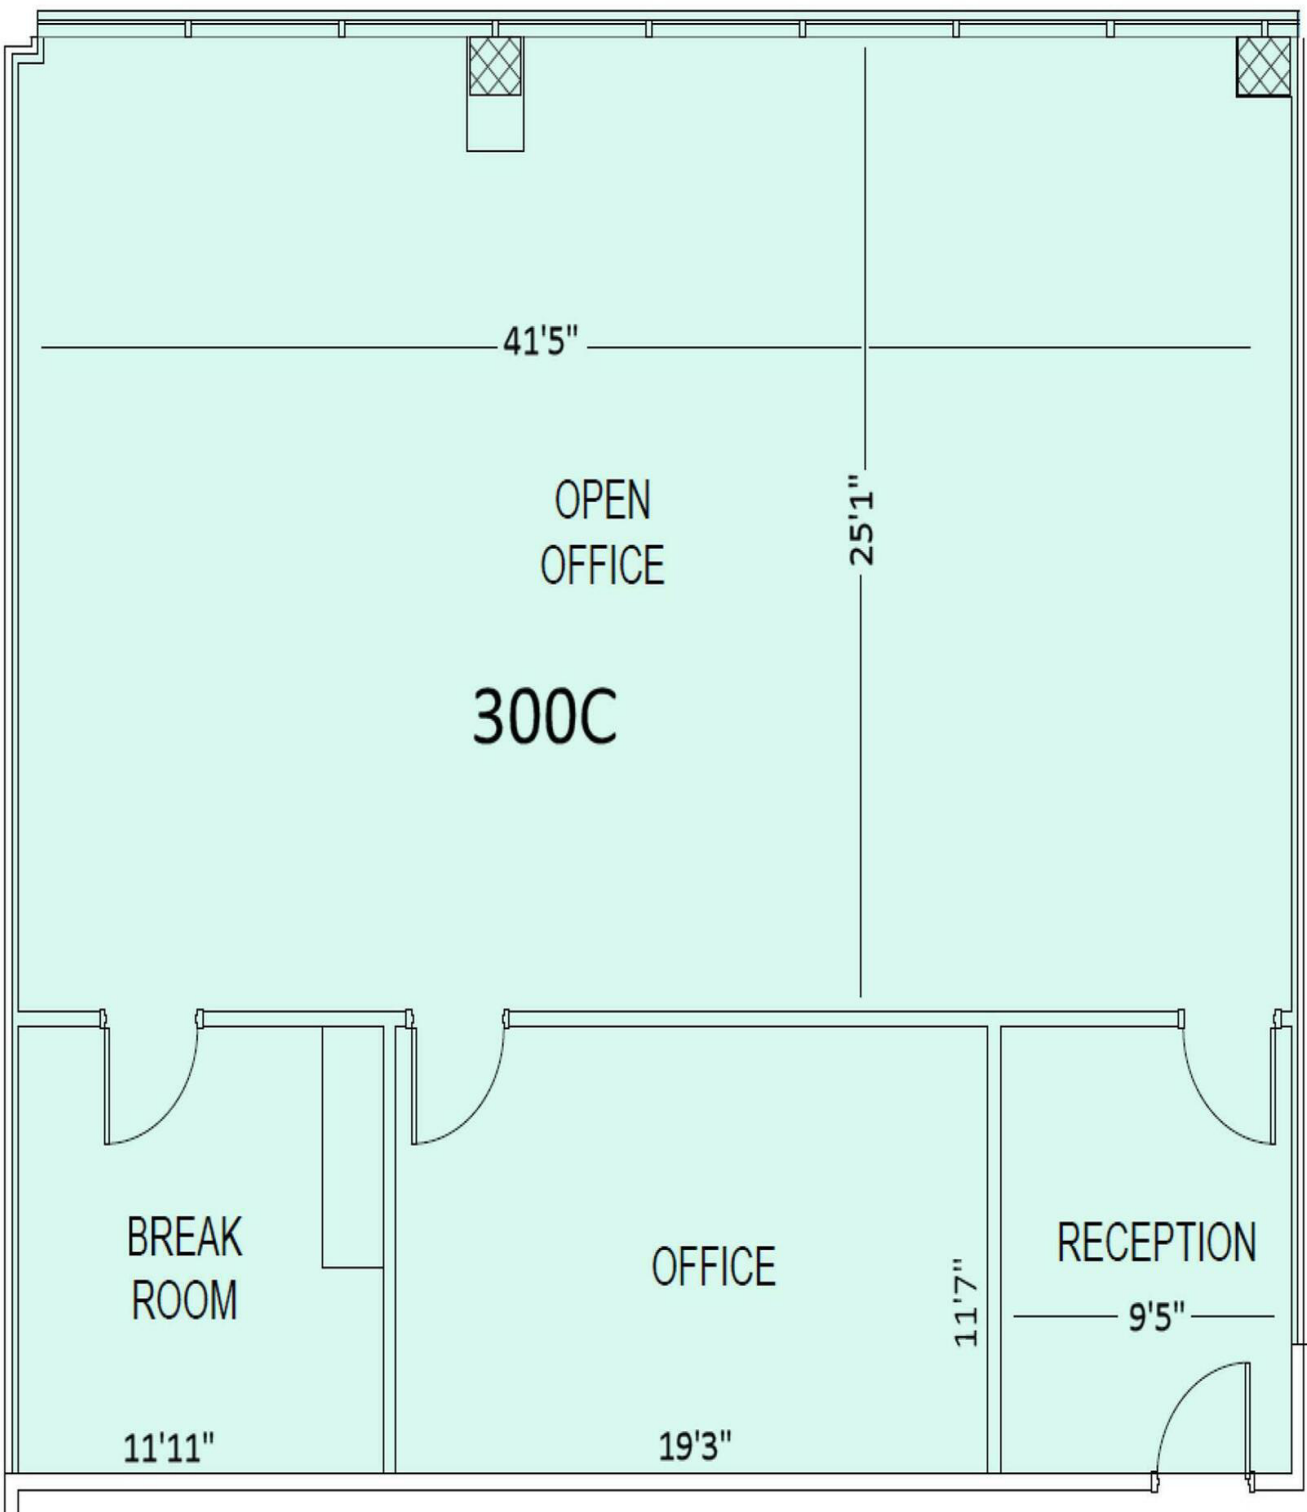 41'5"
OPEN
OFFICE
25'1"
300C
BREAK
ROOM
11'11"
OFFICE
19'3"
11'7"
RECEPTION
9'5"